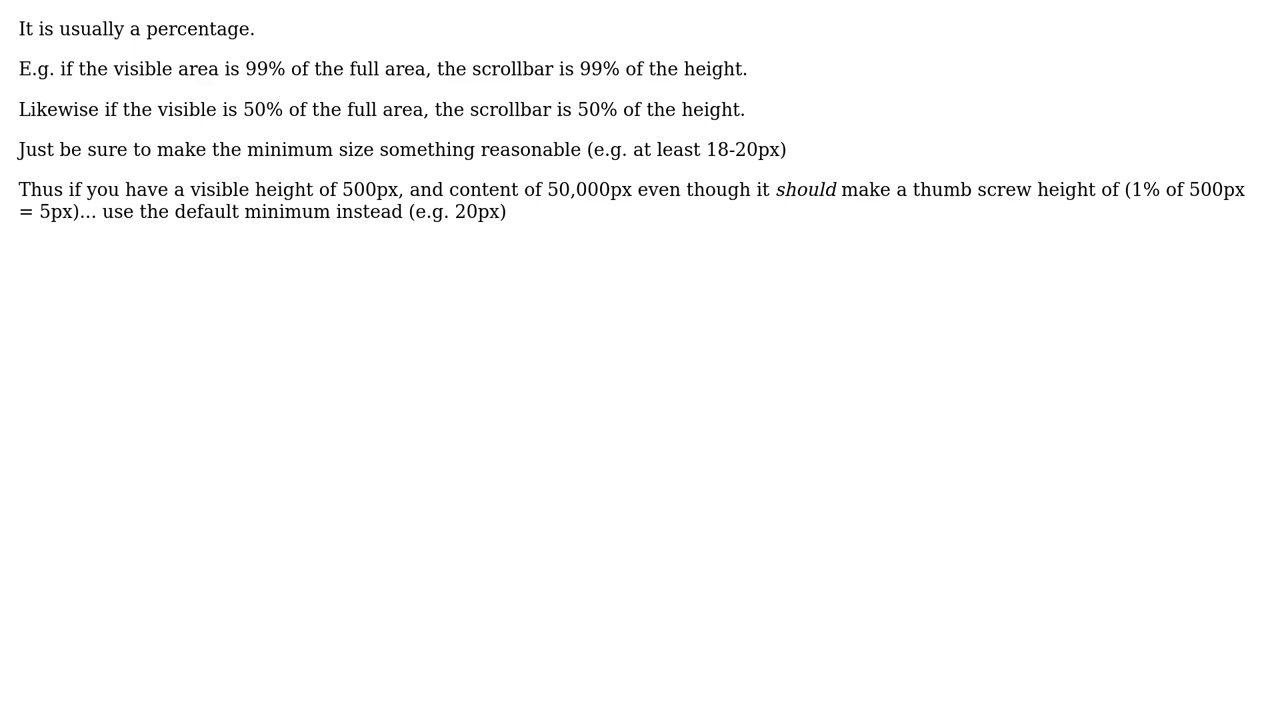 It is usually a percentage.
E.g. if the visible area is 99% of the full area, the scrollbar is 99% of the height.
Likewise if the visible is 50% of the full area, the scrollbar is 50% of the height.
Just be sure to make the minimum size something reasonable (e.g. at least 18-20px)
Thus if you have a visible height of 500px, and content of 50,000px even though it should make a thumb screw height of (1% of 500px
= 5px)... use the default minimum instead (e.g. 20px)